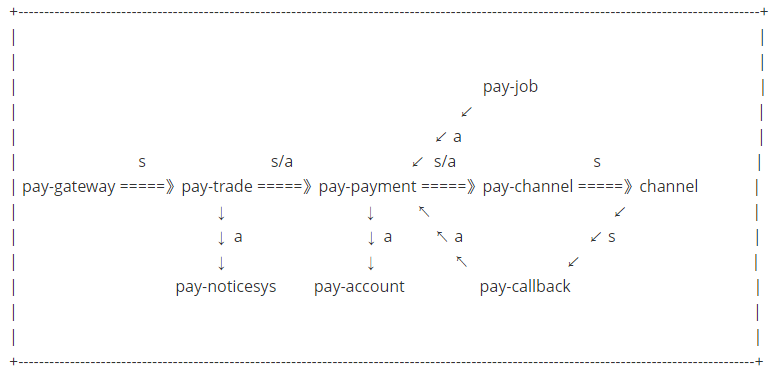 +------------------------------------------------------------------------------------------------------------------+
| |
| |
| pay-job |
| ↙ |
| ↙ a |
| s s/a ↙ s/a s |
| pay-gateway =====》 pay-trade =====》 pay-payment =====》 pay-channel =====》 channel |
| ↓ ↓ ↖ ↙ |
| ↓ a ↓ a ↖ a ↙ s |
| ↓ ↓ ↖ ↙ |
| pay-noticesys pay-account pay-callback |
| |
| |
+------------------------------------------------------------------------------------------------------------------+